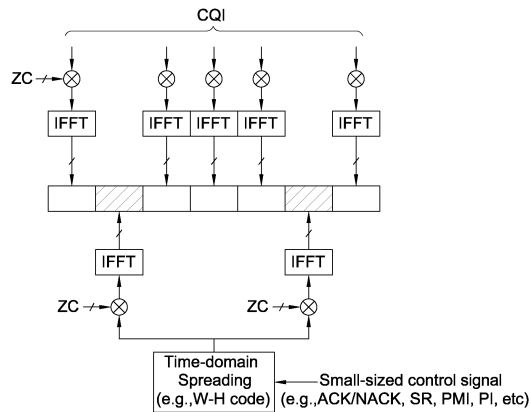 CQI
ZC
IFFT IFFT IFFT IFFT IFFT
IFFT IFFT
ZC ZC
Time-domain
Spreading
(e.g.,W-H code)
Small-sized control signal
(e.g.,ACK/NACK, SR, PMI, PI, etc)